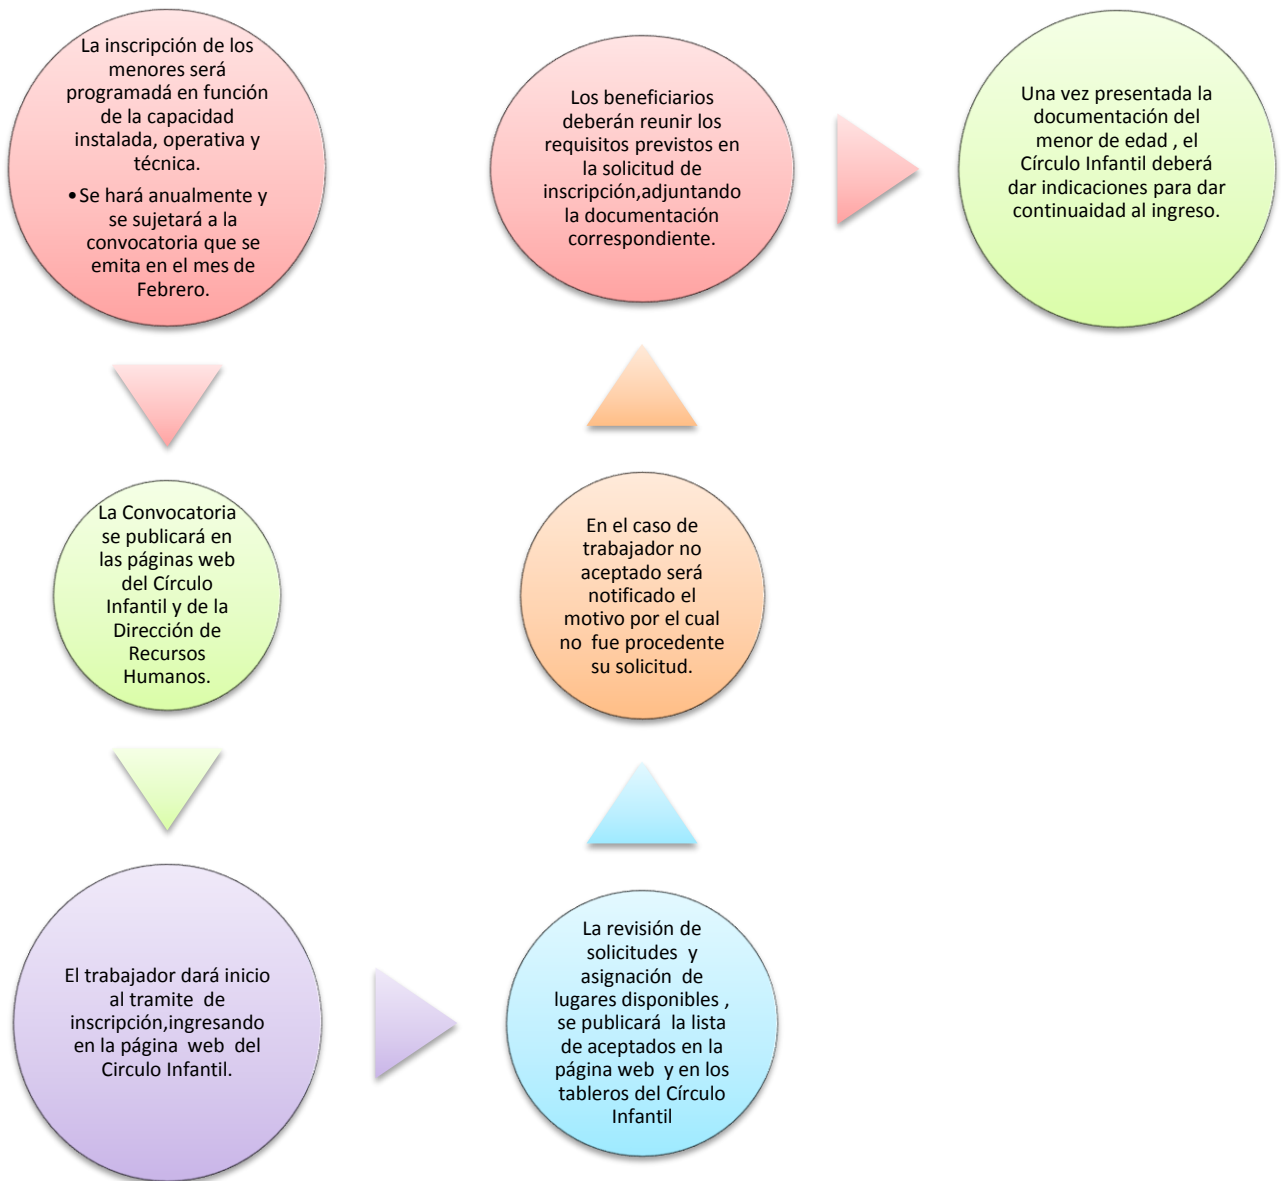 La inscripción de los
menores será
programadá en función
de la capacidad
instalada, operativa y
técnica.
• Se hará anualmente y
se sujetará a la
convocatoria que se
emita en el mes de
Febrero.
La Convocatoria
se publicará en
las páginas web
del Círculo
Infantil y de la
Dirección de
Recursos
Humanos.
El trabajador dará inicio
al tramite de
inscripción,ingresando
en la página web del
Circulo Infantil.
La revisión de
solicitudes y
asignación de
lugares disponibles ,
se publicará la lista
de aceptados en la
página web y en los
tableros del Círculo
Infantil
En el caso de
trabajador no
aceptado será
notificado el
motivo por el cual
no fue procedente
su solicitud.
Los beneficiarios
deberán reunir los
requisitos previstos en
la solicitud de
inscripción,adjuntando
la documentación
correspondiente.
Una vez presentada la
documentación del
menor de edad , el
Círculo Infantil deberá
dar indicaciones para dar
continuaidad al ingreso.